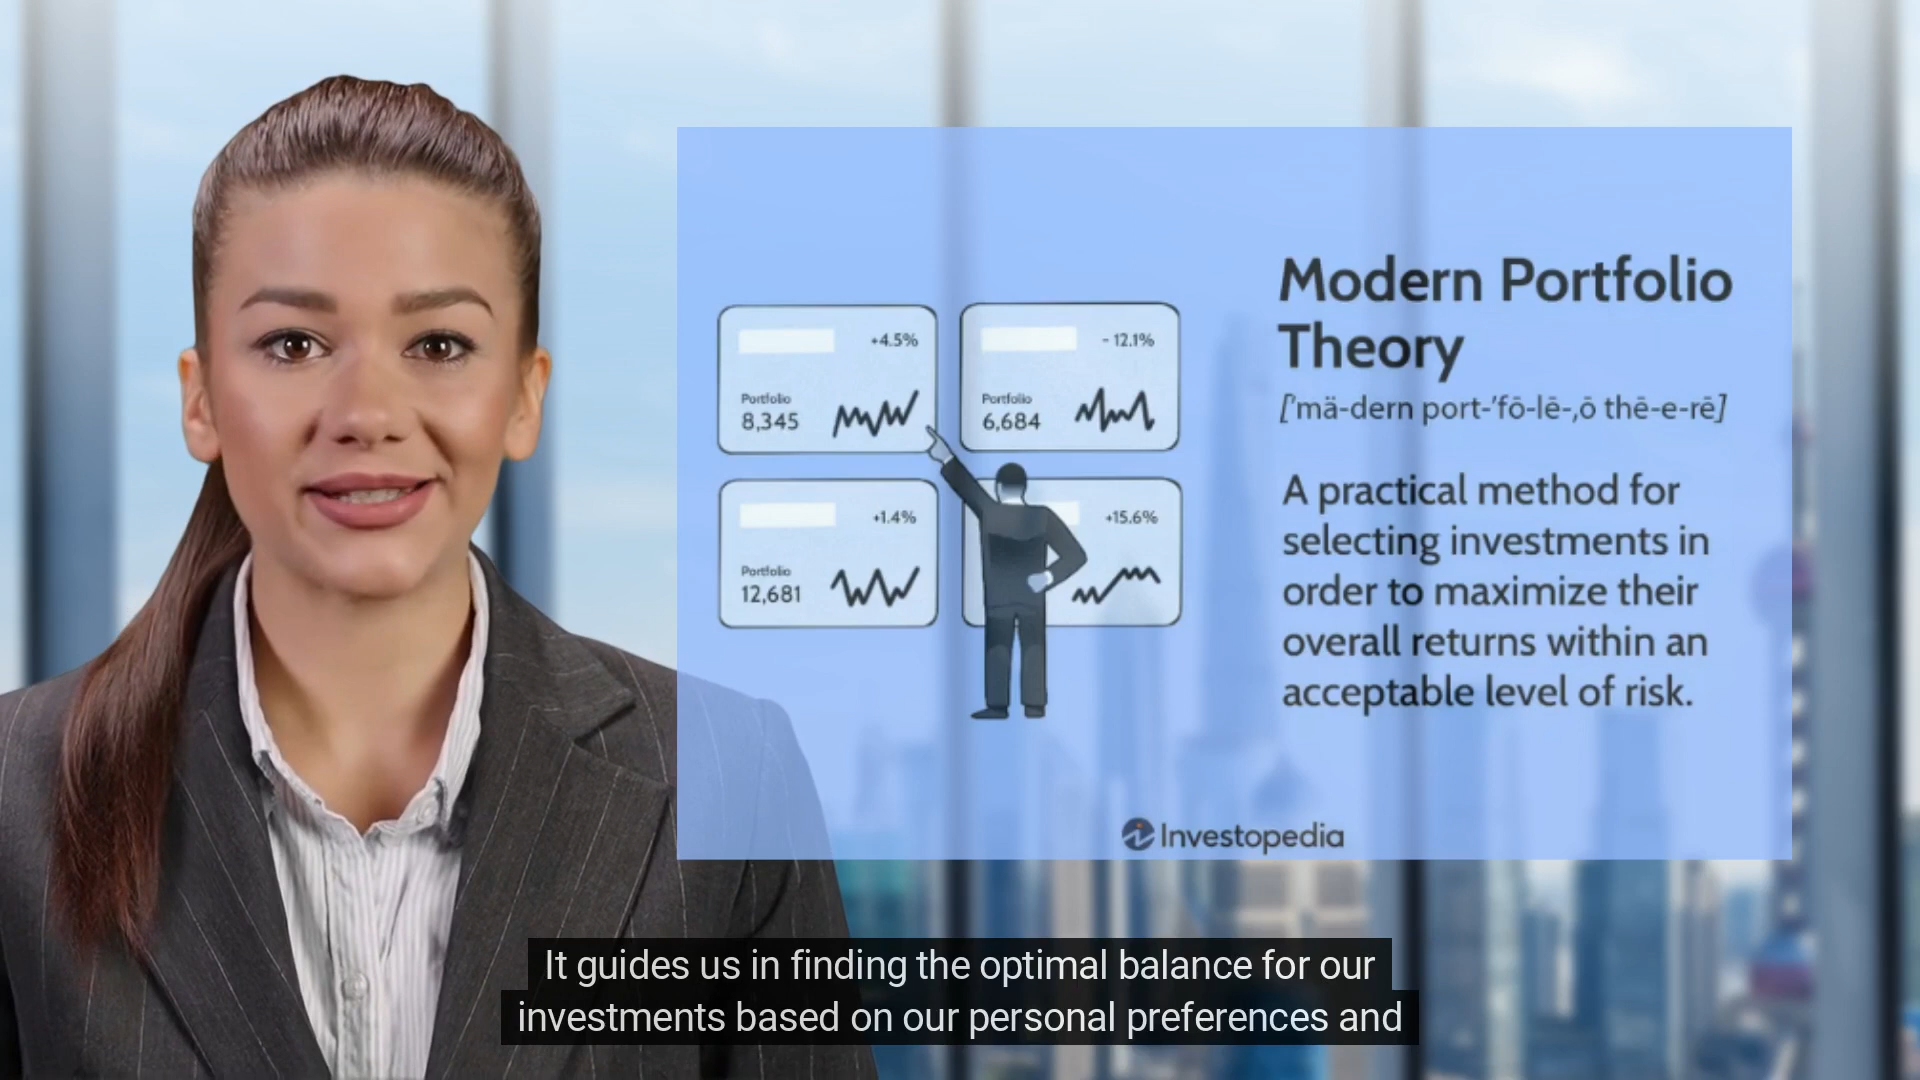 Modern Portfolio
Theory
['mä-dern port-'fō-lē-,ō thē-e-rē]
A practical method for
selecting investments in
order to maximize their
overall returns within an
acceptable level of risk.
+4.5%
Portfolio
8,345
- 12.1%
Portfolio
6,684
+1.4%
Portfolio
12,681
+15.6%
Investopedia
It guides us in finding the optimal balance for our
investments based on our personal preferences and